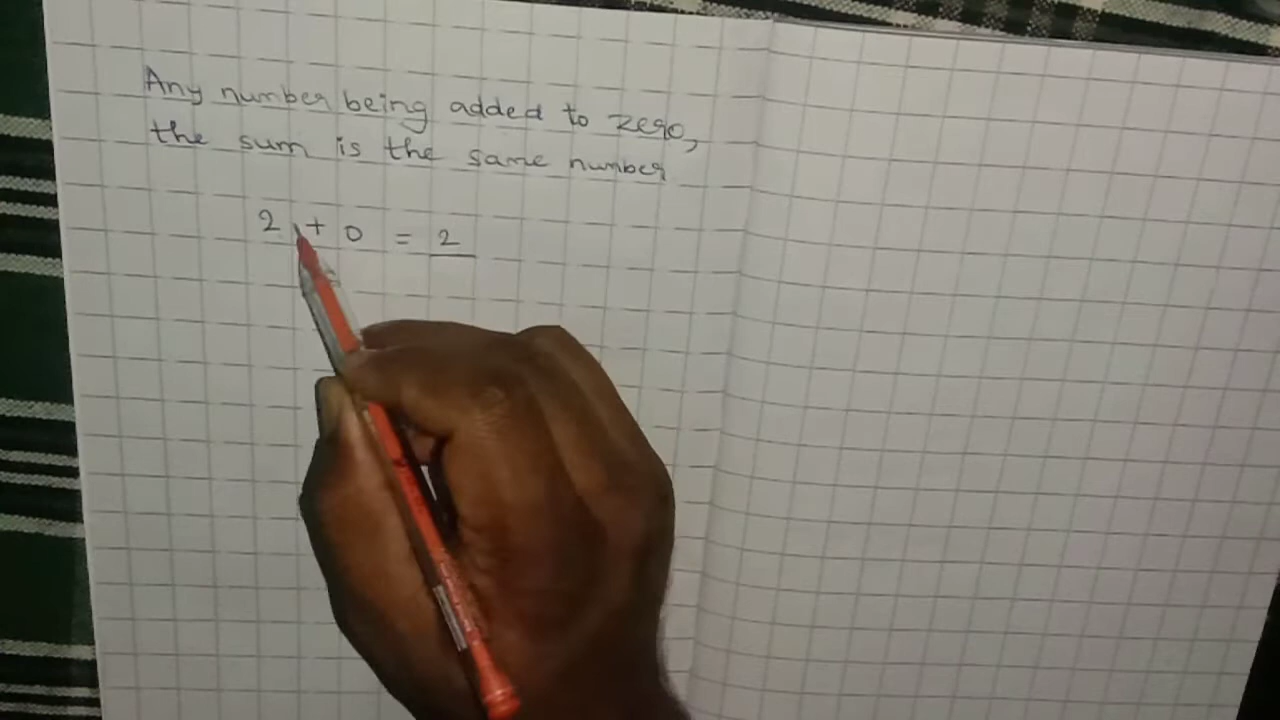 Any number being added to zero,
the sum is the same number
2 + 0 = 2